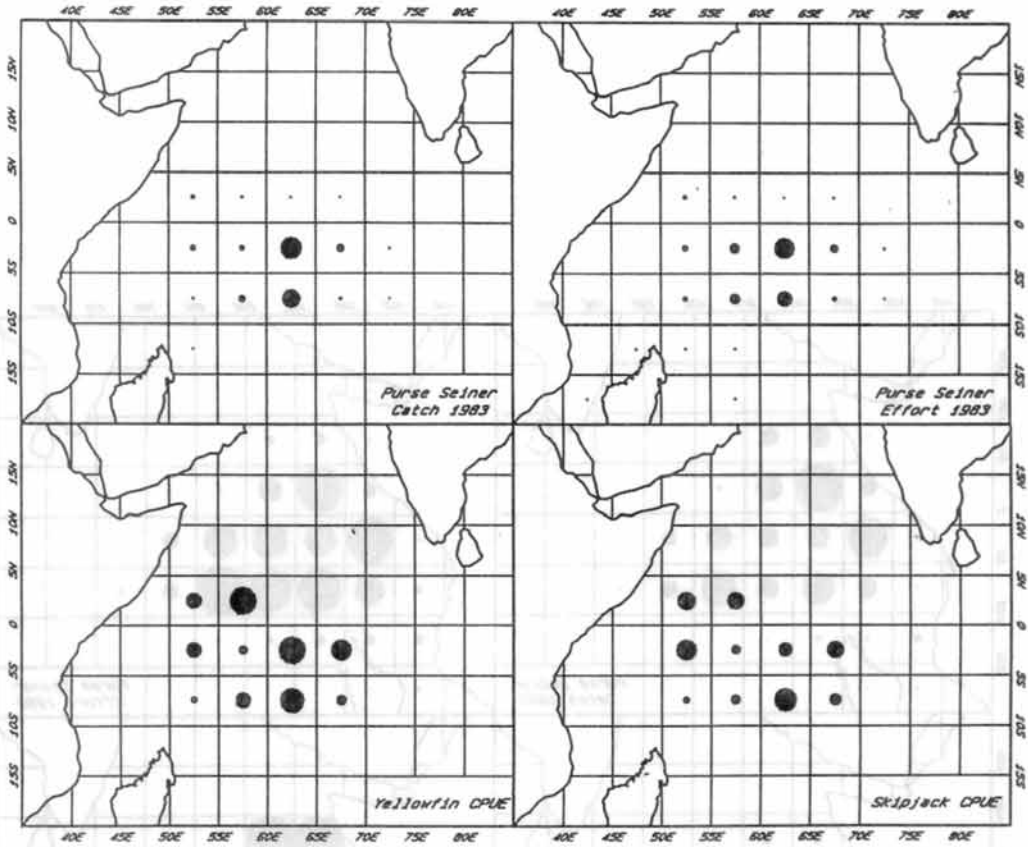 40E 45E 50E 55E 60E 65E 70E 75E 80E 40E 45E 50E 55E 60E 65E 70E 75E 80E
15N
10N
5N
0
5S
10S
15S
15N
10N
5N
0
5S
10S
15S
Purse Seiner
Catch 1983
Purse Seiner
Effort 1983
15N
10N
5N
0
5S
10S
15S
15N
10N
5N
0
5S
10S
15S
Yellowfin CPUE
Skipjack CPUE
40E 45E 50E 55E 60E 65E 70E 75E 80E 40E 45E 50E 55E 60E 65E 70E 75E 80E